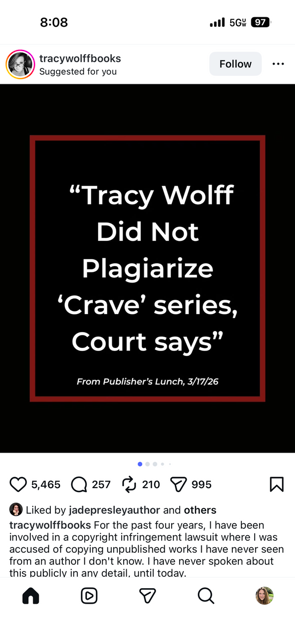 8:08
5G 97
tracywolffbooks
Suggested for you
Follow
“Tracy Wolff
Did Not
Plagiarize
‘Crave’ series,
Court says”
From Publisher’s Lunch, 3/17/26
5,465 257 210 995
Liked by jadepresleyauthor and others
tracywolffbooks For the past four years, I have been
involved in a copyright infringement lawsuit where I was
accused of copying unpublished works I have never seen
from an author I don't know. I have never spoken about
this publicly in any detail, until today.